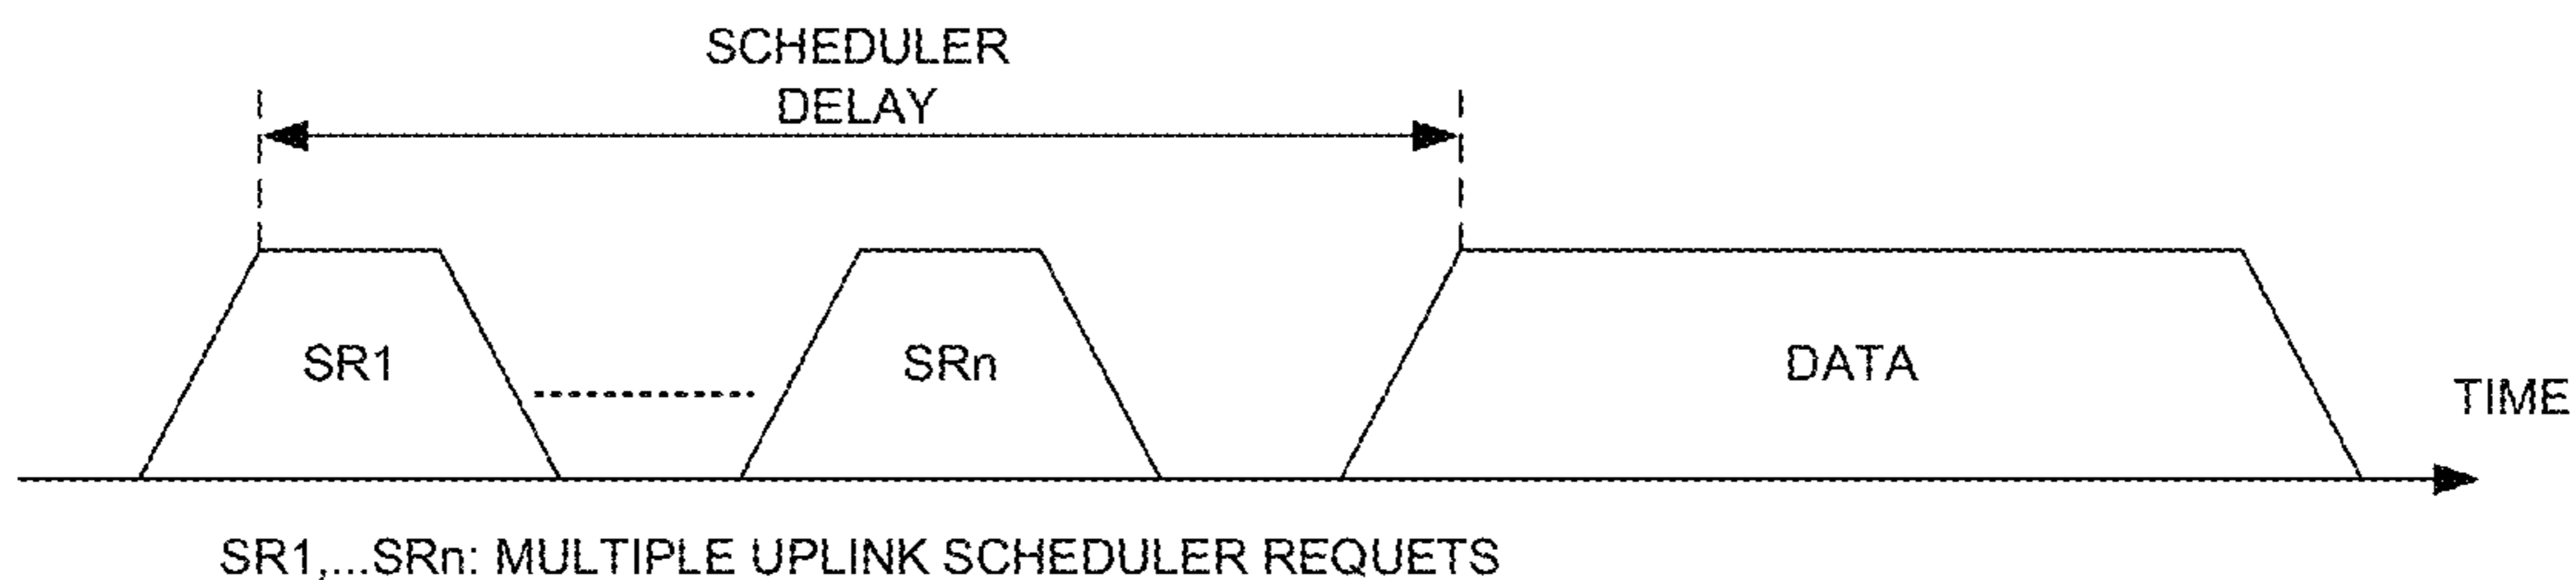 SCHEDULER
DELAY
SR1
SRn
DATA
TIME
SR1,...SRn: MULTIPLE UPLINK SCHEDULER REQUETS